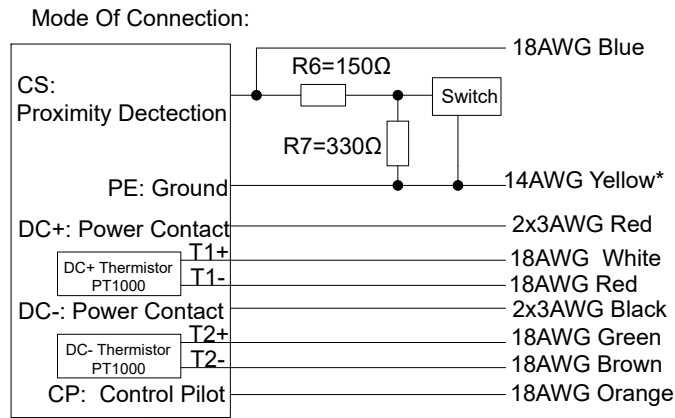 Mode Of Connection:
18AWG Blue
R6=150Ω
CS:
Proximity Dectection
Switch
R7=330Ω
PE: Ground
14AWG Yellow*
DC+: Power Contact
2x3AWG Red
T1+
18AWG White
DC+ Thermistor
PT1000
T1-
18AWG Red
DC-: Power Contact
2x3AWG Black
T2+
18AWG Green
DC- Thermistor
PT1000
T2-
18AWG Brown
CP: Control Pilot
18AWG Orange